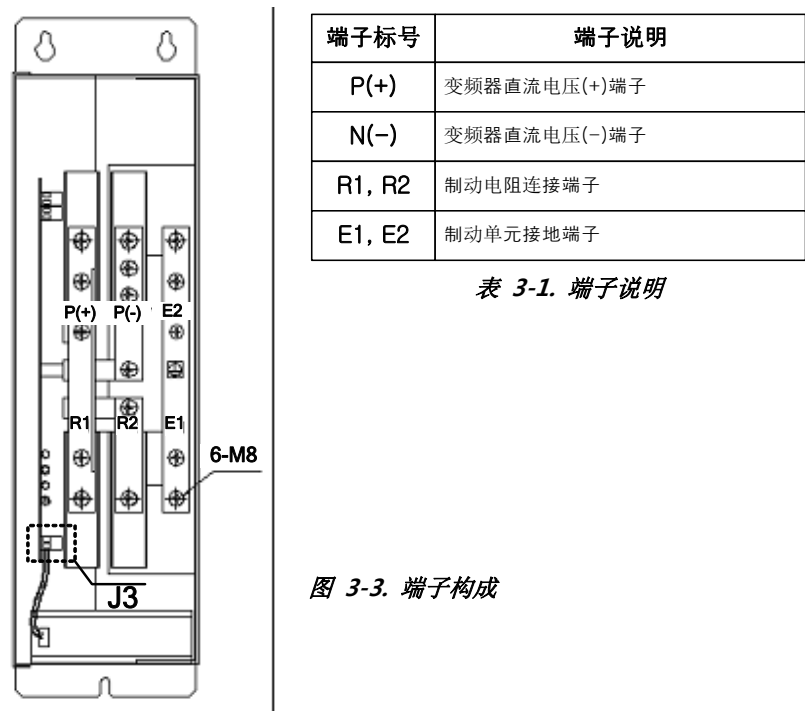 端子标号 端子说明
P(+) 变频器直流电压(+)端子
N(-) 变频器直流电压(-)端子
R1, R2 制动电阻连接端子
E1, E2 制动单元接地端子
表 3-1. 端子说明
P(+) P(-) E2
R1 R2 E1
6-M8
J3
图 3-3. 端子构成